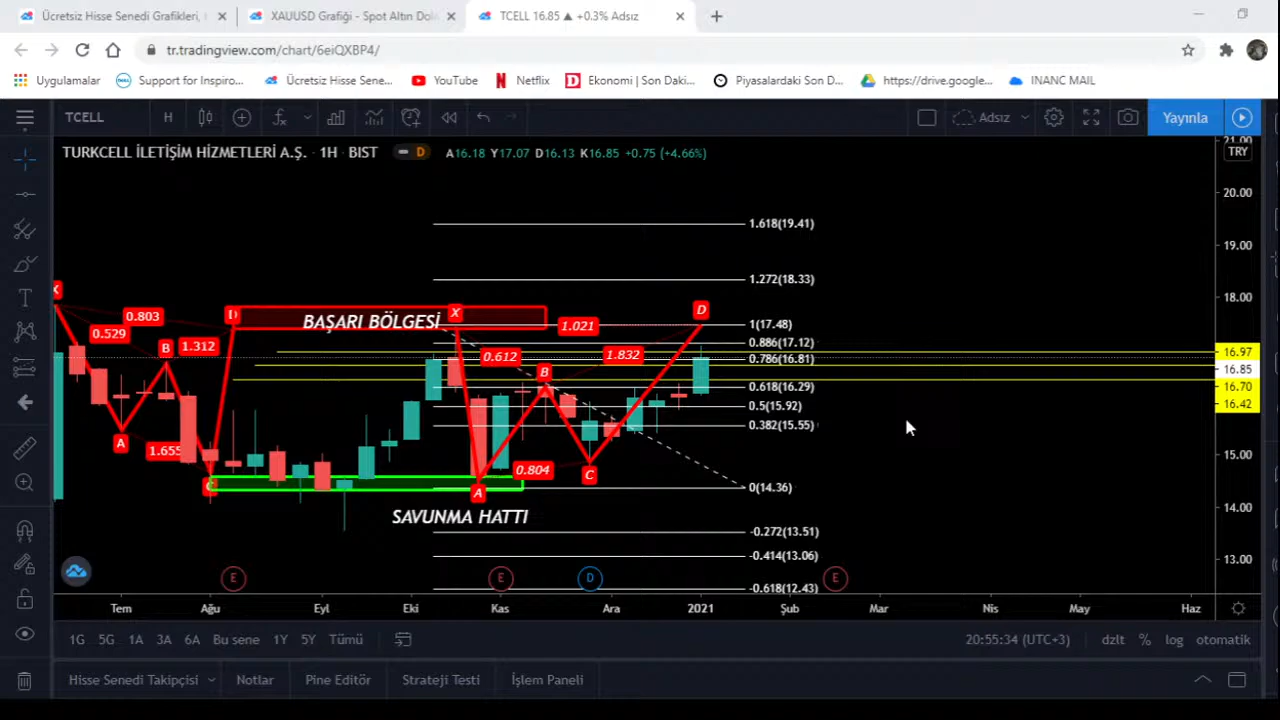 Ücretsiz Hisse Senedi Grafikleri,
XAUUSD Grafiği - Spot Altın
TCELL 16.85 ▲ +0.3% Adsız
tr.tradingview.com/chart/6eiQXBP4/
Uygulamalar
DELL
Support for Inspiro...
Ücretsiz Hisse Sene...
YouTube
N
Netflix
D
Ekonomi | Son Daki...
Piyasalardaki Son D...
https://drive.google...
INANC MAIL
TCELL
H
Adsız
Yayınla
TURKCELL İLETİŞİM HİZMETLERİ A.Ş. · 1H · BIST
D
A16.18 Y17.07 D16.13 K16.85 +0.75 (+4.66%)
21.00
TRY
20.00
1.618(19.41)
19.00
1.272(18.33)
18.00
X
0.803
D
BAŞARI BÖLGESİ
X
D
1.021
1(17.48)
0.529
1.312
0.886(17.12)
B
0.612
1.832
0.786(16.81)
16.97
16.85
B
0.618(16.29)
16.70
0.5(15.92)
16.42
A
0.382(15.55)
1.655
15.00
0.804
C
C
A
0(14.36)
SAVUNMA HATTI
14.00
-0.272(13.51)
-0.414(13.06)
13.00
E
E
D
E
-0.618(12.43)
Tem
Ağu
Eyl
Eki
Kas
Ara
2021
Şub
Mar
Nis
May
Haz
1G 5G 1A 3A 6A Bu sene 1Y 5Y Tümü
20:55:34 (UTC+3)
dzlt % log otomatik
Hisse Senedi Takipçisi
Notlar
Pine Editör
Strateji Testi
İşlem Paneli